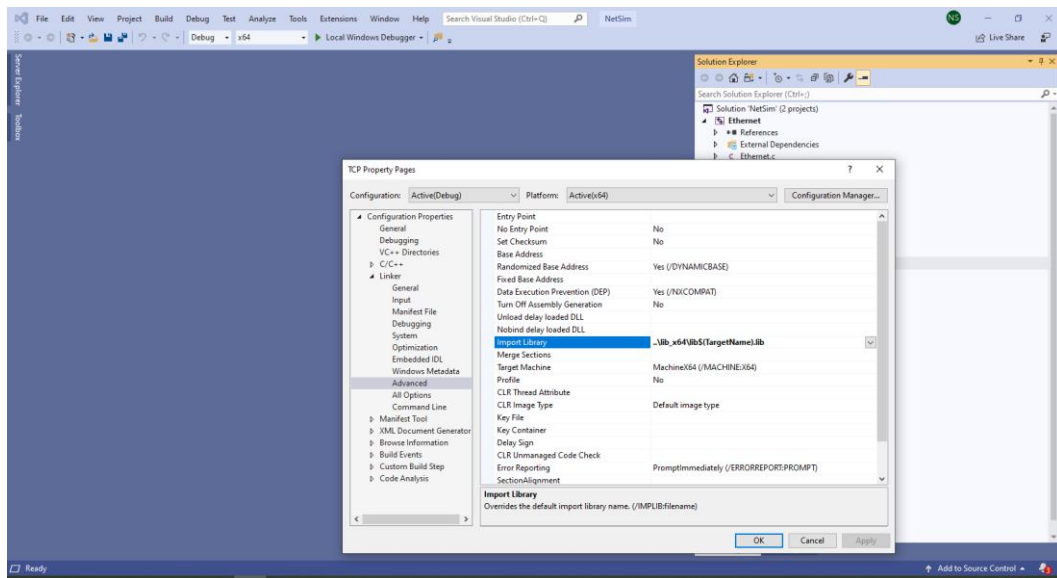 File Edit View Project Build Debug Test Analyze Tools Extensions Window Help Search Visual Studio (Ctrl+Q) NetSim NS
Debug x64 Local Windows Debugger Live Share
Server Explorer
Toolbox
Solution Explorer
Search Solution Explorer (Ctrl+;)
Solution 'NetSim' (2 projects)
Ethernet
References
External Dependencies
Ethernet.c
TCP Property Pages ? ×
Configuration: Active(Debug) Platform: Active(x64) Configuration Manager...
Configuration Properties
General
Debugging
VC++ Directories
C/C++
Linker
General
Input
Manifest File
Debugging
System
Optimization
Embedded IDL
Windows Metadata
Advanced
All Options
Command Line
Manifest Tool
XML Document Generator
Browse Information
Build Events
Custom Build Step
Code Analysis
Entry Point
No Entry Point No
Set Checksum No
Base Address
Randomized Base Address Yes (/DYNAMICBASE)
Fixed Base Address
Data Execution Prevention (DEP) Yes (/NXCOMPAT)
Turn Off Assembly Generation No
Unload delay loaded DLL
Nobind delay loaded DLL
Import Library ..\lib_x64\lib$(TargetName).lib
Merge Sections
Target Machine MachineX64 (/MACHINE:X64)
Profile No
CLR Thread Attribute
CLR Image Type Default image type
Key File
Key Container
Delay Sign
CLR Unmanaged Code Check
Error Reporting PromptImmediately (/ERRORREPORT:PROMPT)
SectionAlignment
Import Library
Overrides the default import library name. (/IMPLIB:filename)
OK Cancel Apply
Ready Add to Source Control